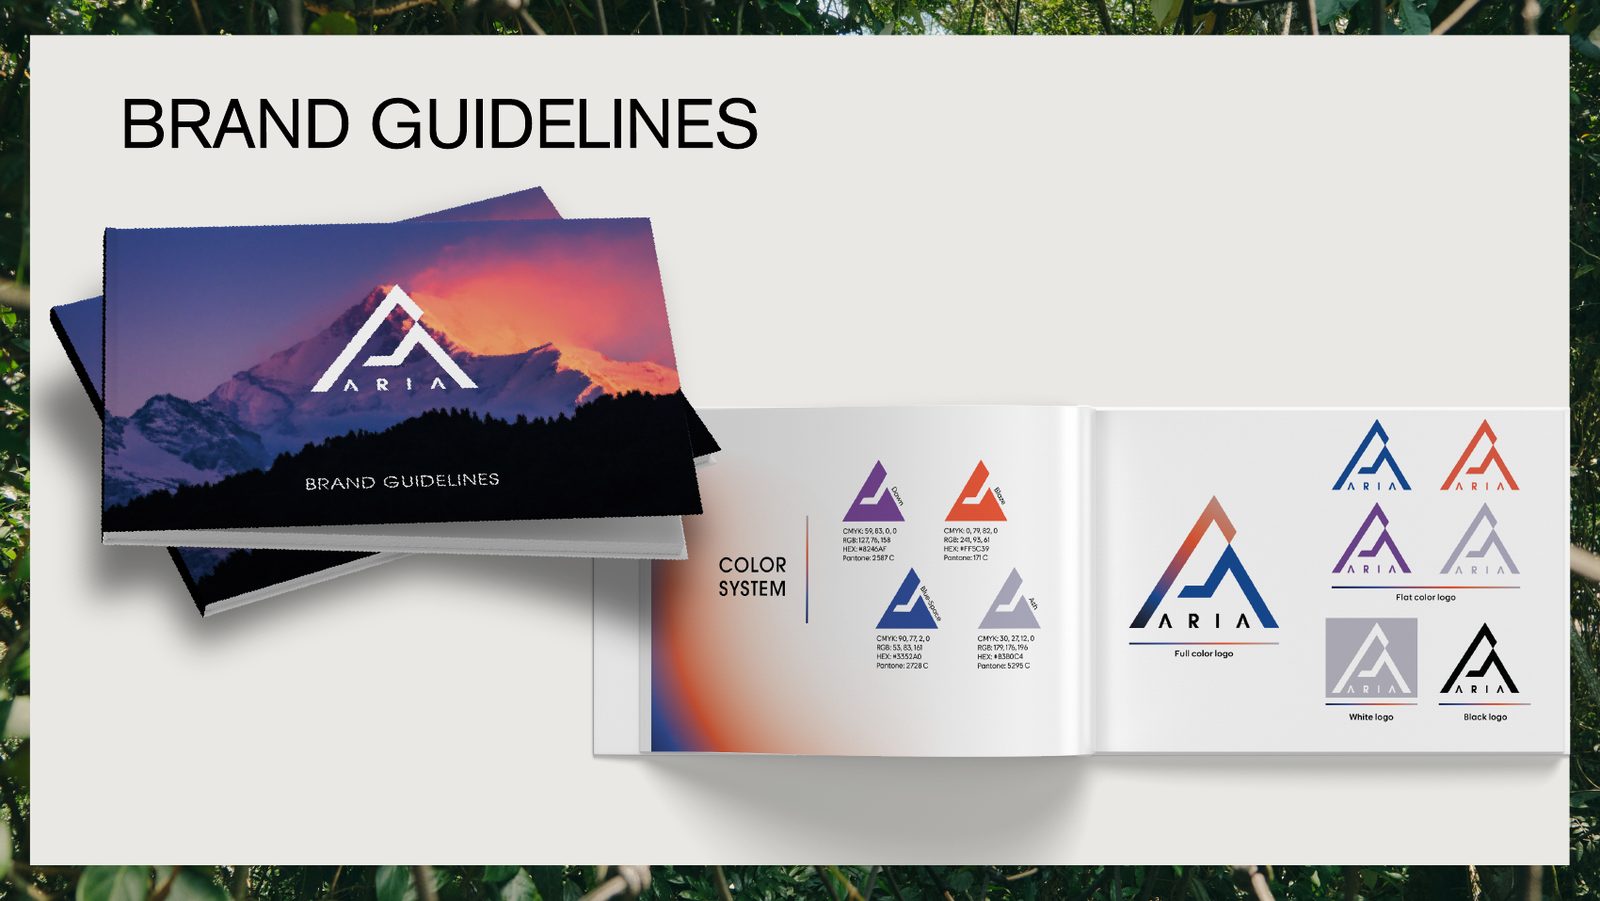 BRAND GUIDELINES
ARIA
BRAND GUIDELINES
COLOR
SYSTEM
Dawn
CMYK: 59, 83, 0, 0
RGB: 127, 76, 158
HEX: #8246AF
Pantone: 2587 C
Blaze
CMYK: 0, 79, 82, 0
RGB: 241, 93, 61
HEX: #FF5C39
Pantone: 171 C
Blue Space
CMYK: 90, 77, 2, 0
RGB: 53, 83, 161
HEX: #3352A0
Pantone: 2728 C
Ash
CMYK: 30, 27, 12, 0
RGB: 179, 176, 196
HEX: #B3B0C4
Pantone: 5295 C
ARIA
Full color logo
ARIA
ARIA
ARIA
ARIA
Flat color logo
ARIA
White logo
ARIA
Black logo